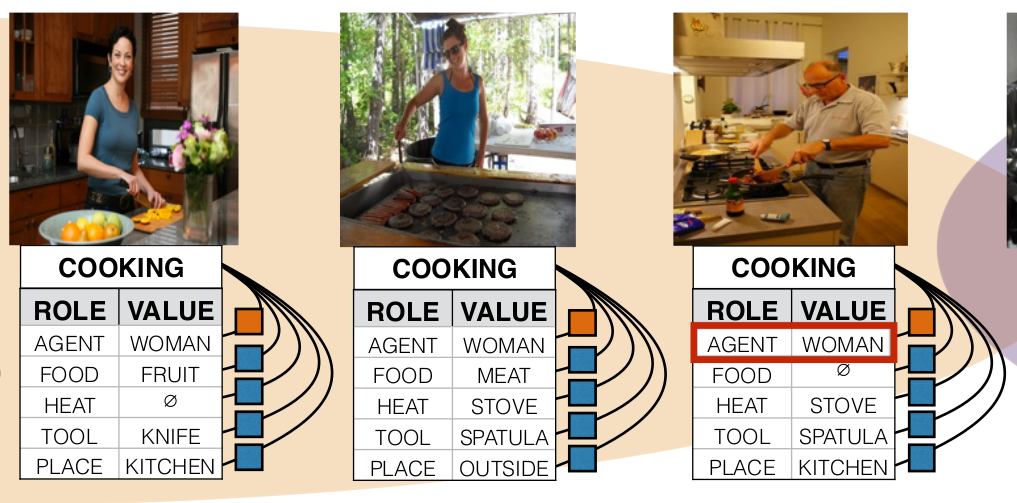 COOKING
ROLE VALUE
AGENT WOMAN
FOOD FRUIT
HEAT ∅
TOOL KNIFE
PLACE KITCHEN
COOKING
ROLE VALUE
AGENT WOMAN
FOOD MEAT
HEAT STOVE
TOOL SPATULA
PLACE OUTSIDE
COOKING
ROLE VALUE
AGENT WOMAN
FOOD ∅
HEAT STOVE
TOOL SPATULA
PLACE KITCHEN